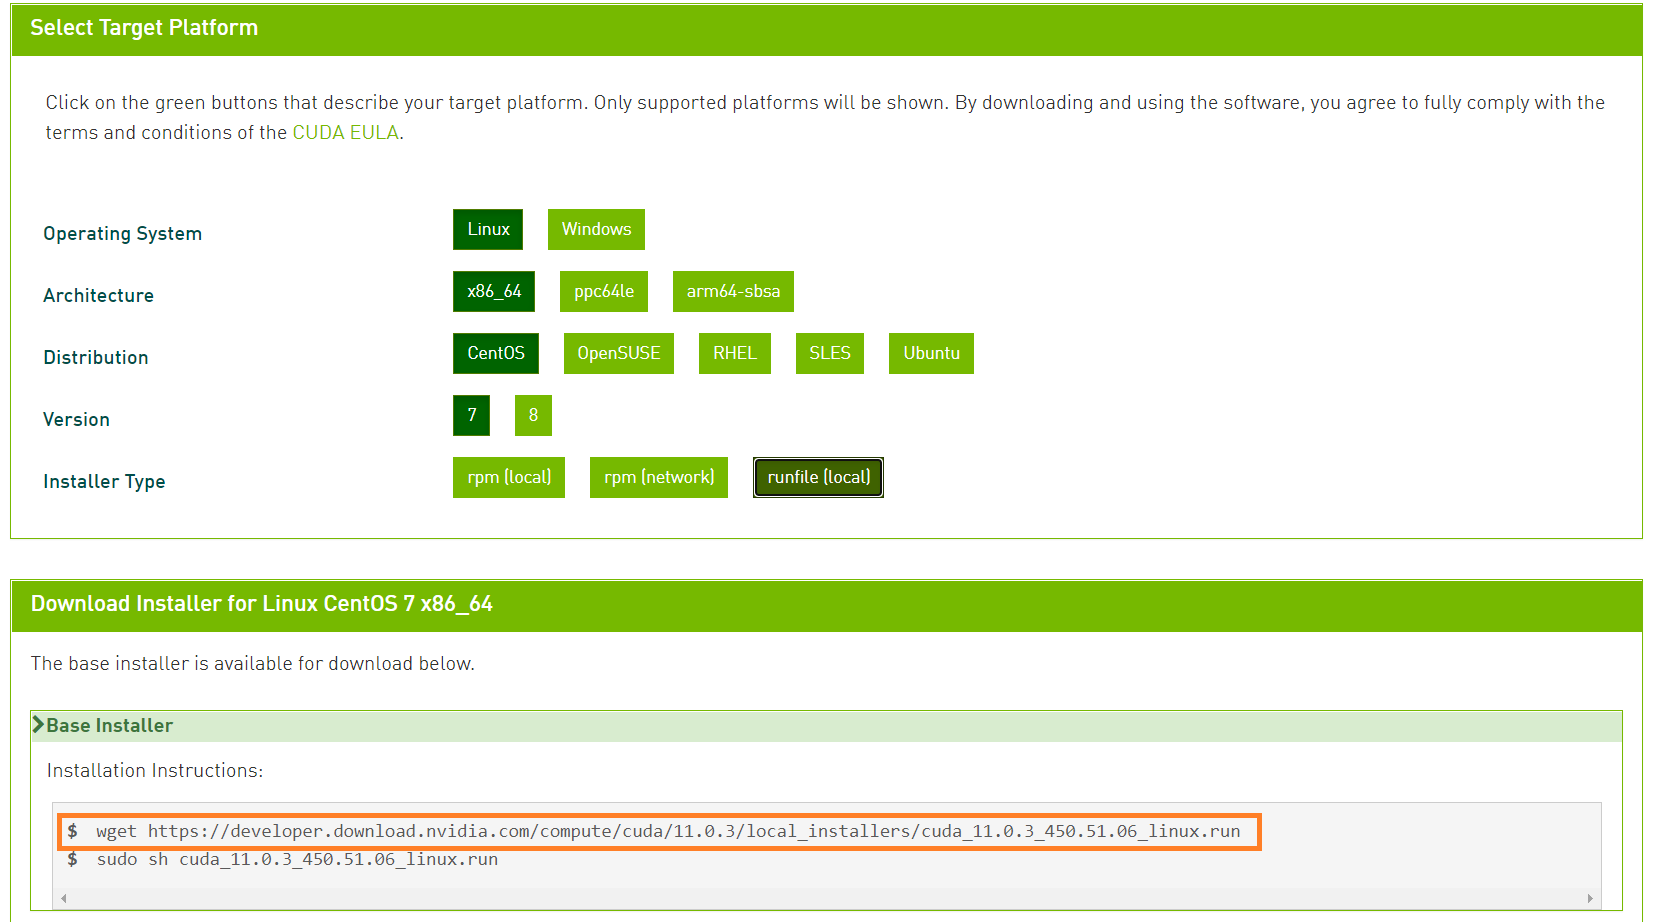 Select Target Platform
Click on the green buttons that describe your target platform. Only supported platforms will be shown. By downloading and using the software, you agree to fully comply with the
terms and conditions of the CUDA EULA.
Operating System
Linux Windows
Architecture
x86_64 ppc64le arm64-sbsa
Distribution
CentOS OpenSUSE RHEL SLES Ubuntu
Version
7 8
Installer Type
rpm (local) rpm (network) runfile (local)
Download Installer for Linux CentOS 7 x86_64
The base installer is available for download below.
Base Installer
Installation Instructions:
$ wget https://developer.download.nvidia.com/compute/cuda/11.0.3/local_installers/cuda_11.0.3_450.51.06_linux.run
$ sudo sh cuda_11.0.3_450.51.06_linux.run